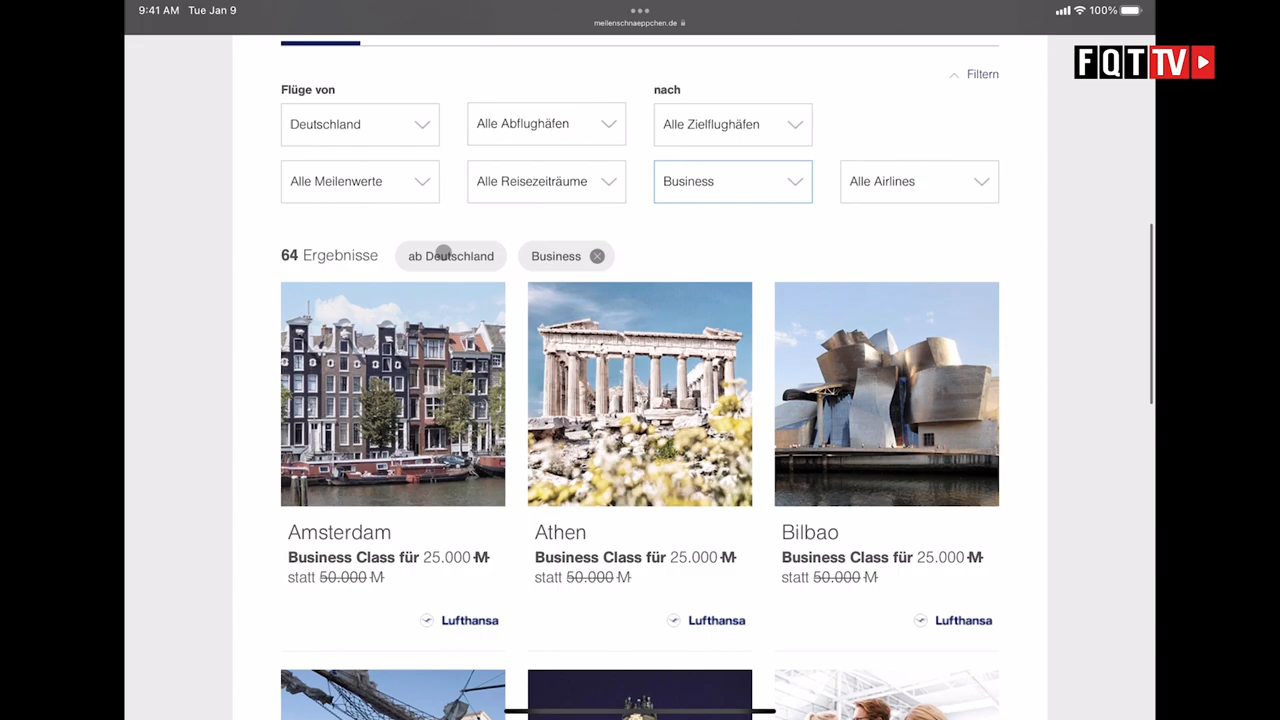 9:41 AM Tue Jan 9
100%
meilenschnaeppchen.de
FQT TV
Filtern
Flüge von
nach
Deutschland
Alle Abflughäfen
Alle Zielflughäfen
Alle Meilenwerte
Alle Reisezeiträume
Business
Alle Airlines
64 Ergebnisse
ab Deutschland
Business
Amsterdam
Business Class für 25.000 M
statt 50.000 M
Lufthansa
Athen
Business Class für 25.000 M
statt 50.000 M
Lufthansa
Bilbao
Business Class für 25.000 M
statt 50.000 M
Lufthansa